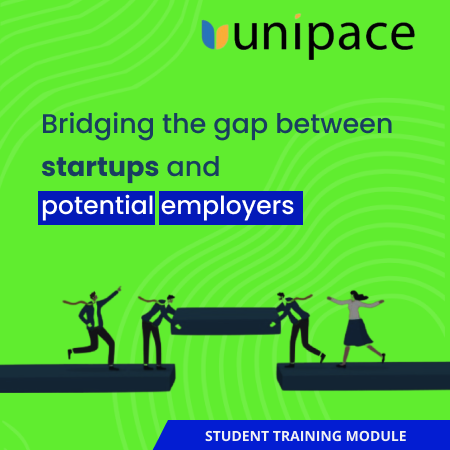 unipace
Bridging the gap between
startups and
potential employers
STUDENT TRAINING MODULE